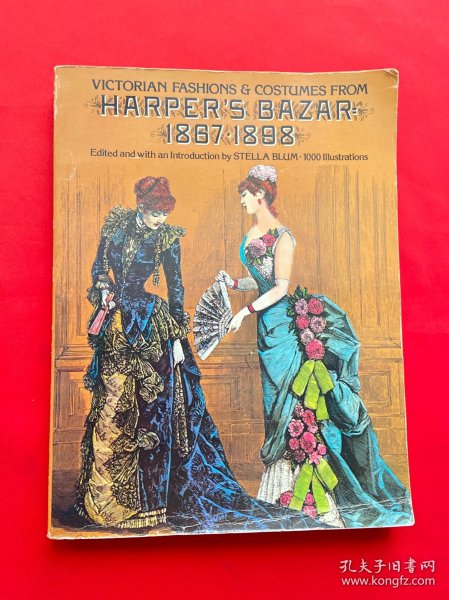 VICTORIAN FASHIONS & COSTUMES FROM
HARPER'S BAZAR:
1867-1898
Edited and with an Introduction by STELLA BLUM · 1000 Illustrations
孔夫子旧书网
www.kongfz.com